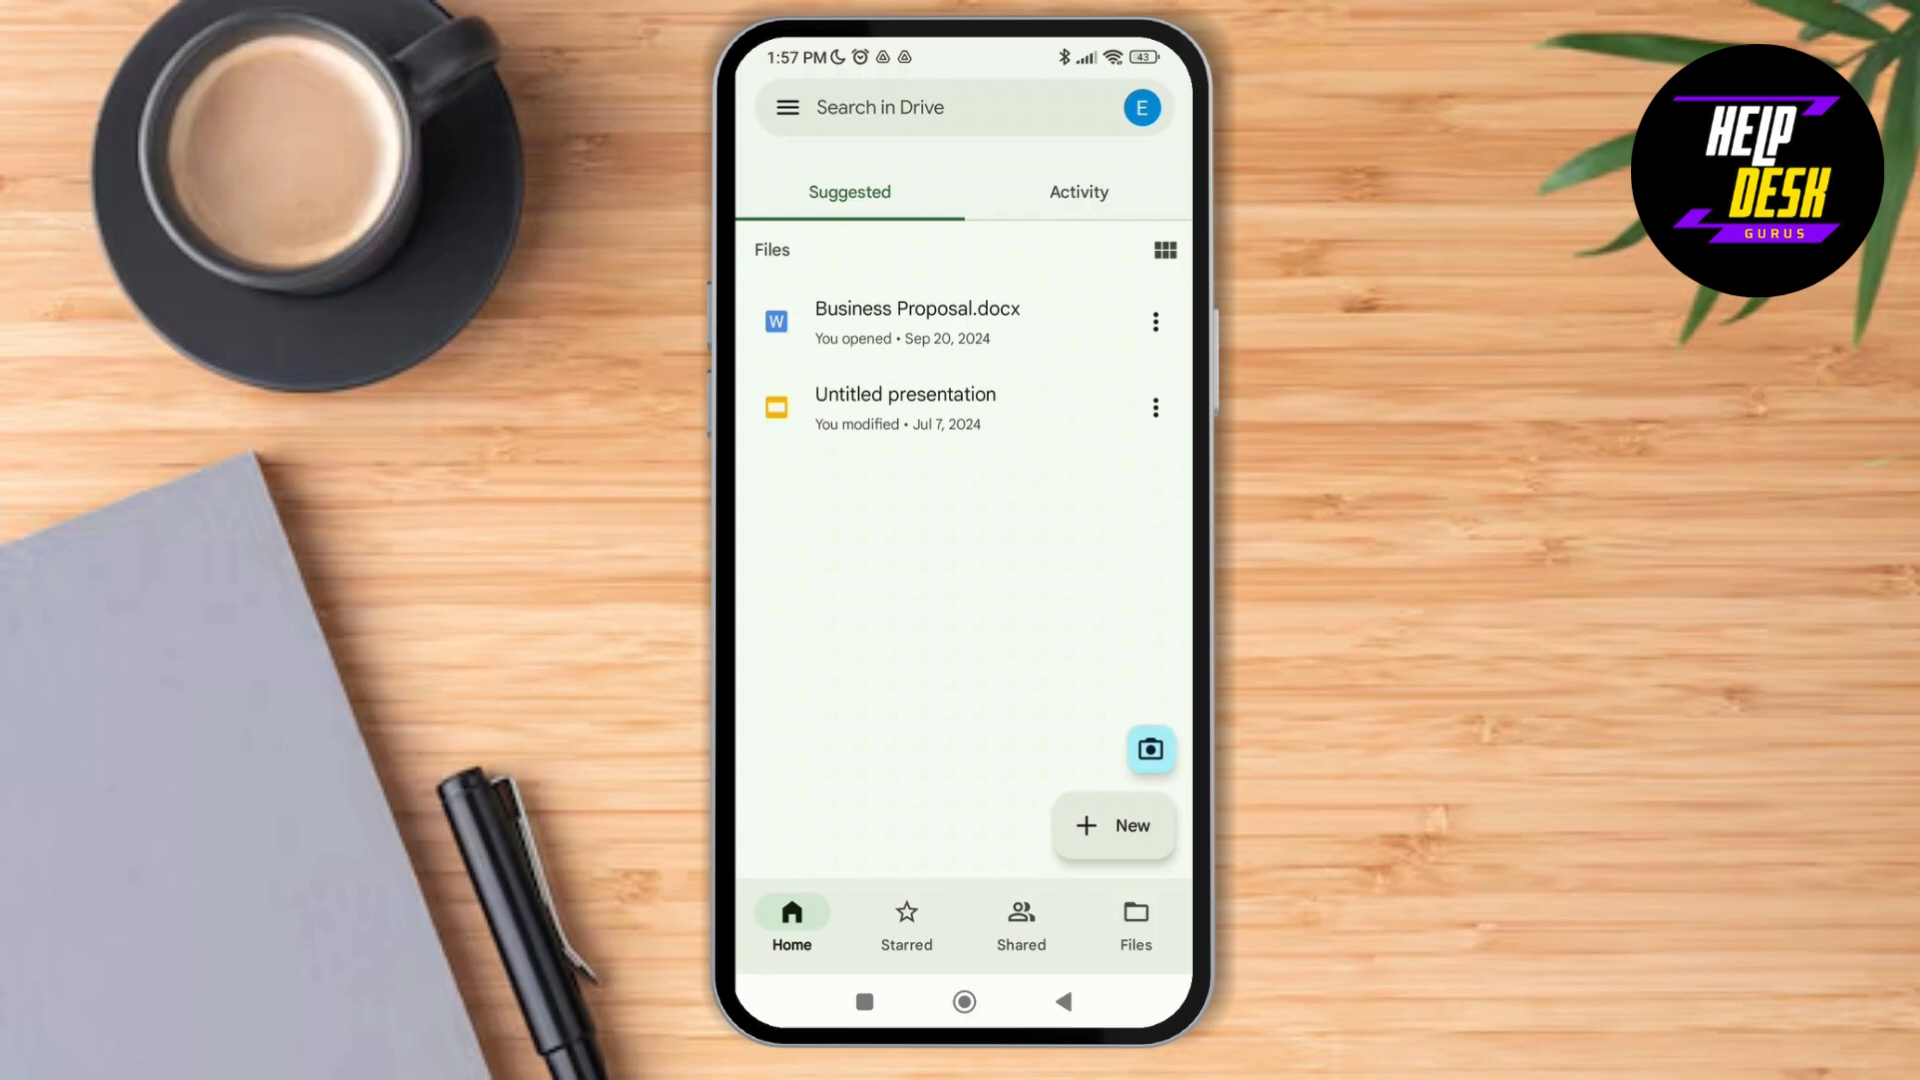 1:57 PM
43
Search in Drive
E
Suggested
Activity
Files
W
Business Proposal.docx
You opened • Sep 20, 2024
Untitled presentation
You modified • Jul 7, 2024
New
Home
Starred
Shared
Files
HELP
DESK
GURUS